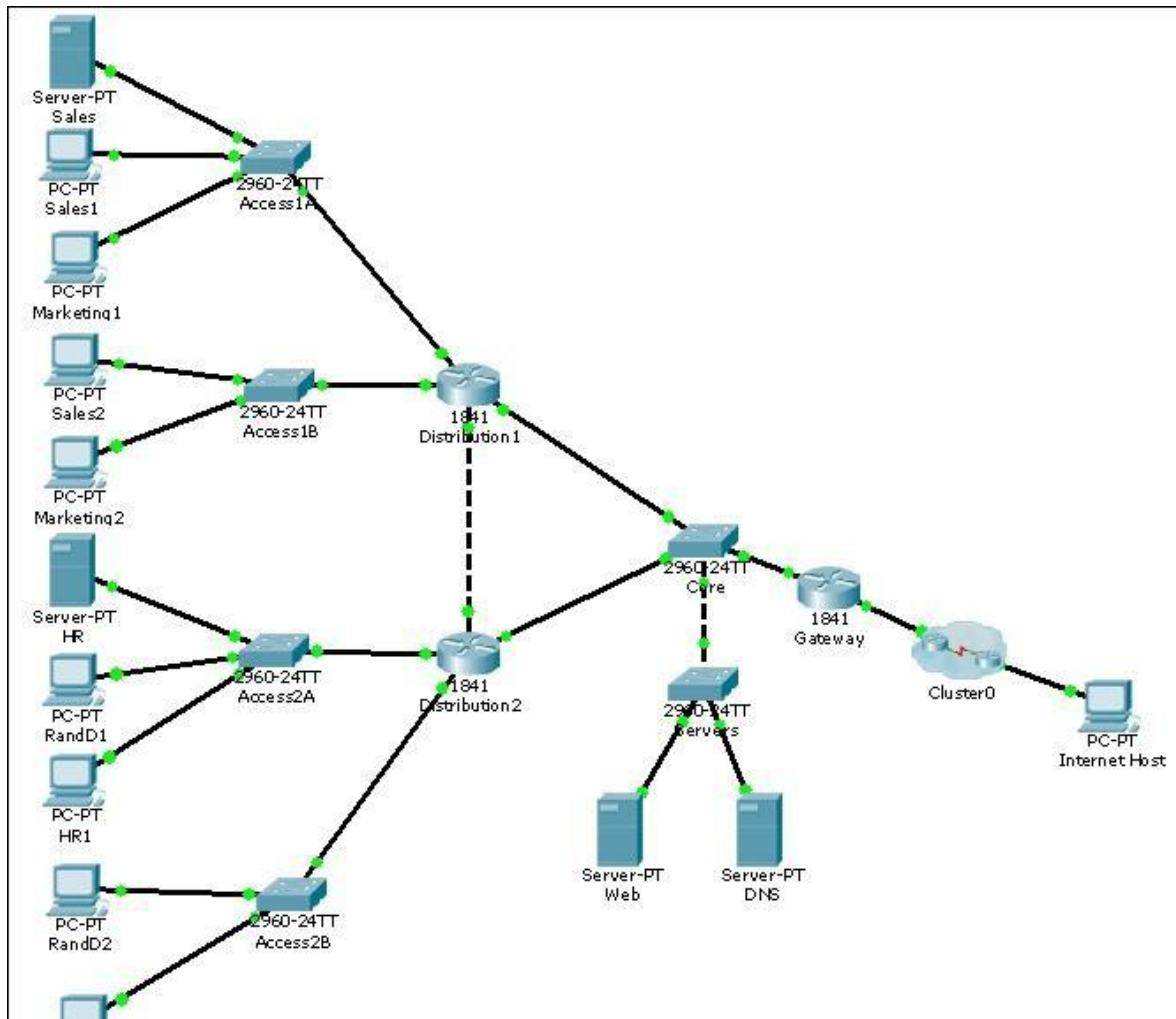 Server-PT
Sales
PC-PT
Sales1
PC-PT
Marketing1
2960-24TT
Access1A
PC-PT
Sales2
PC-PT
Marketing2
2960-24TT
Access1B
1841
Distribution1
Server-PT
HR
PC-PT
RandD1
PC-PT
HR1
2960-24TT
Access2A
1841
Distribution2
2960-24TT
Core
1841
Gateway
Cluster0
PC-PT
Internet Host
2960-24TT
Servers
Server-PT
Web
Server-PT
DNS
PC-PT
RandD2
2960-24TT
Access2B